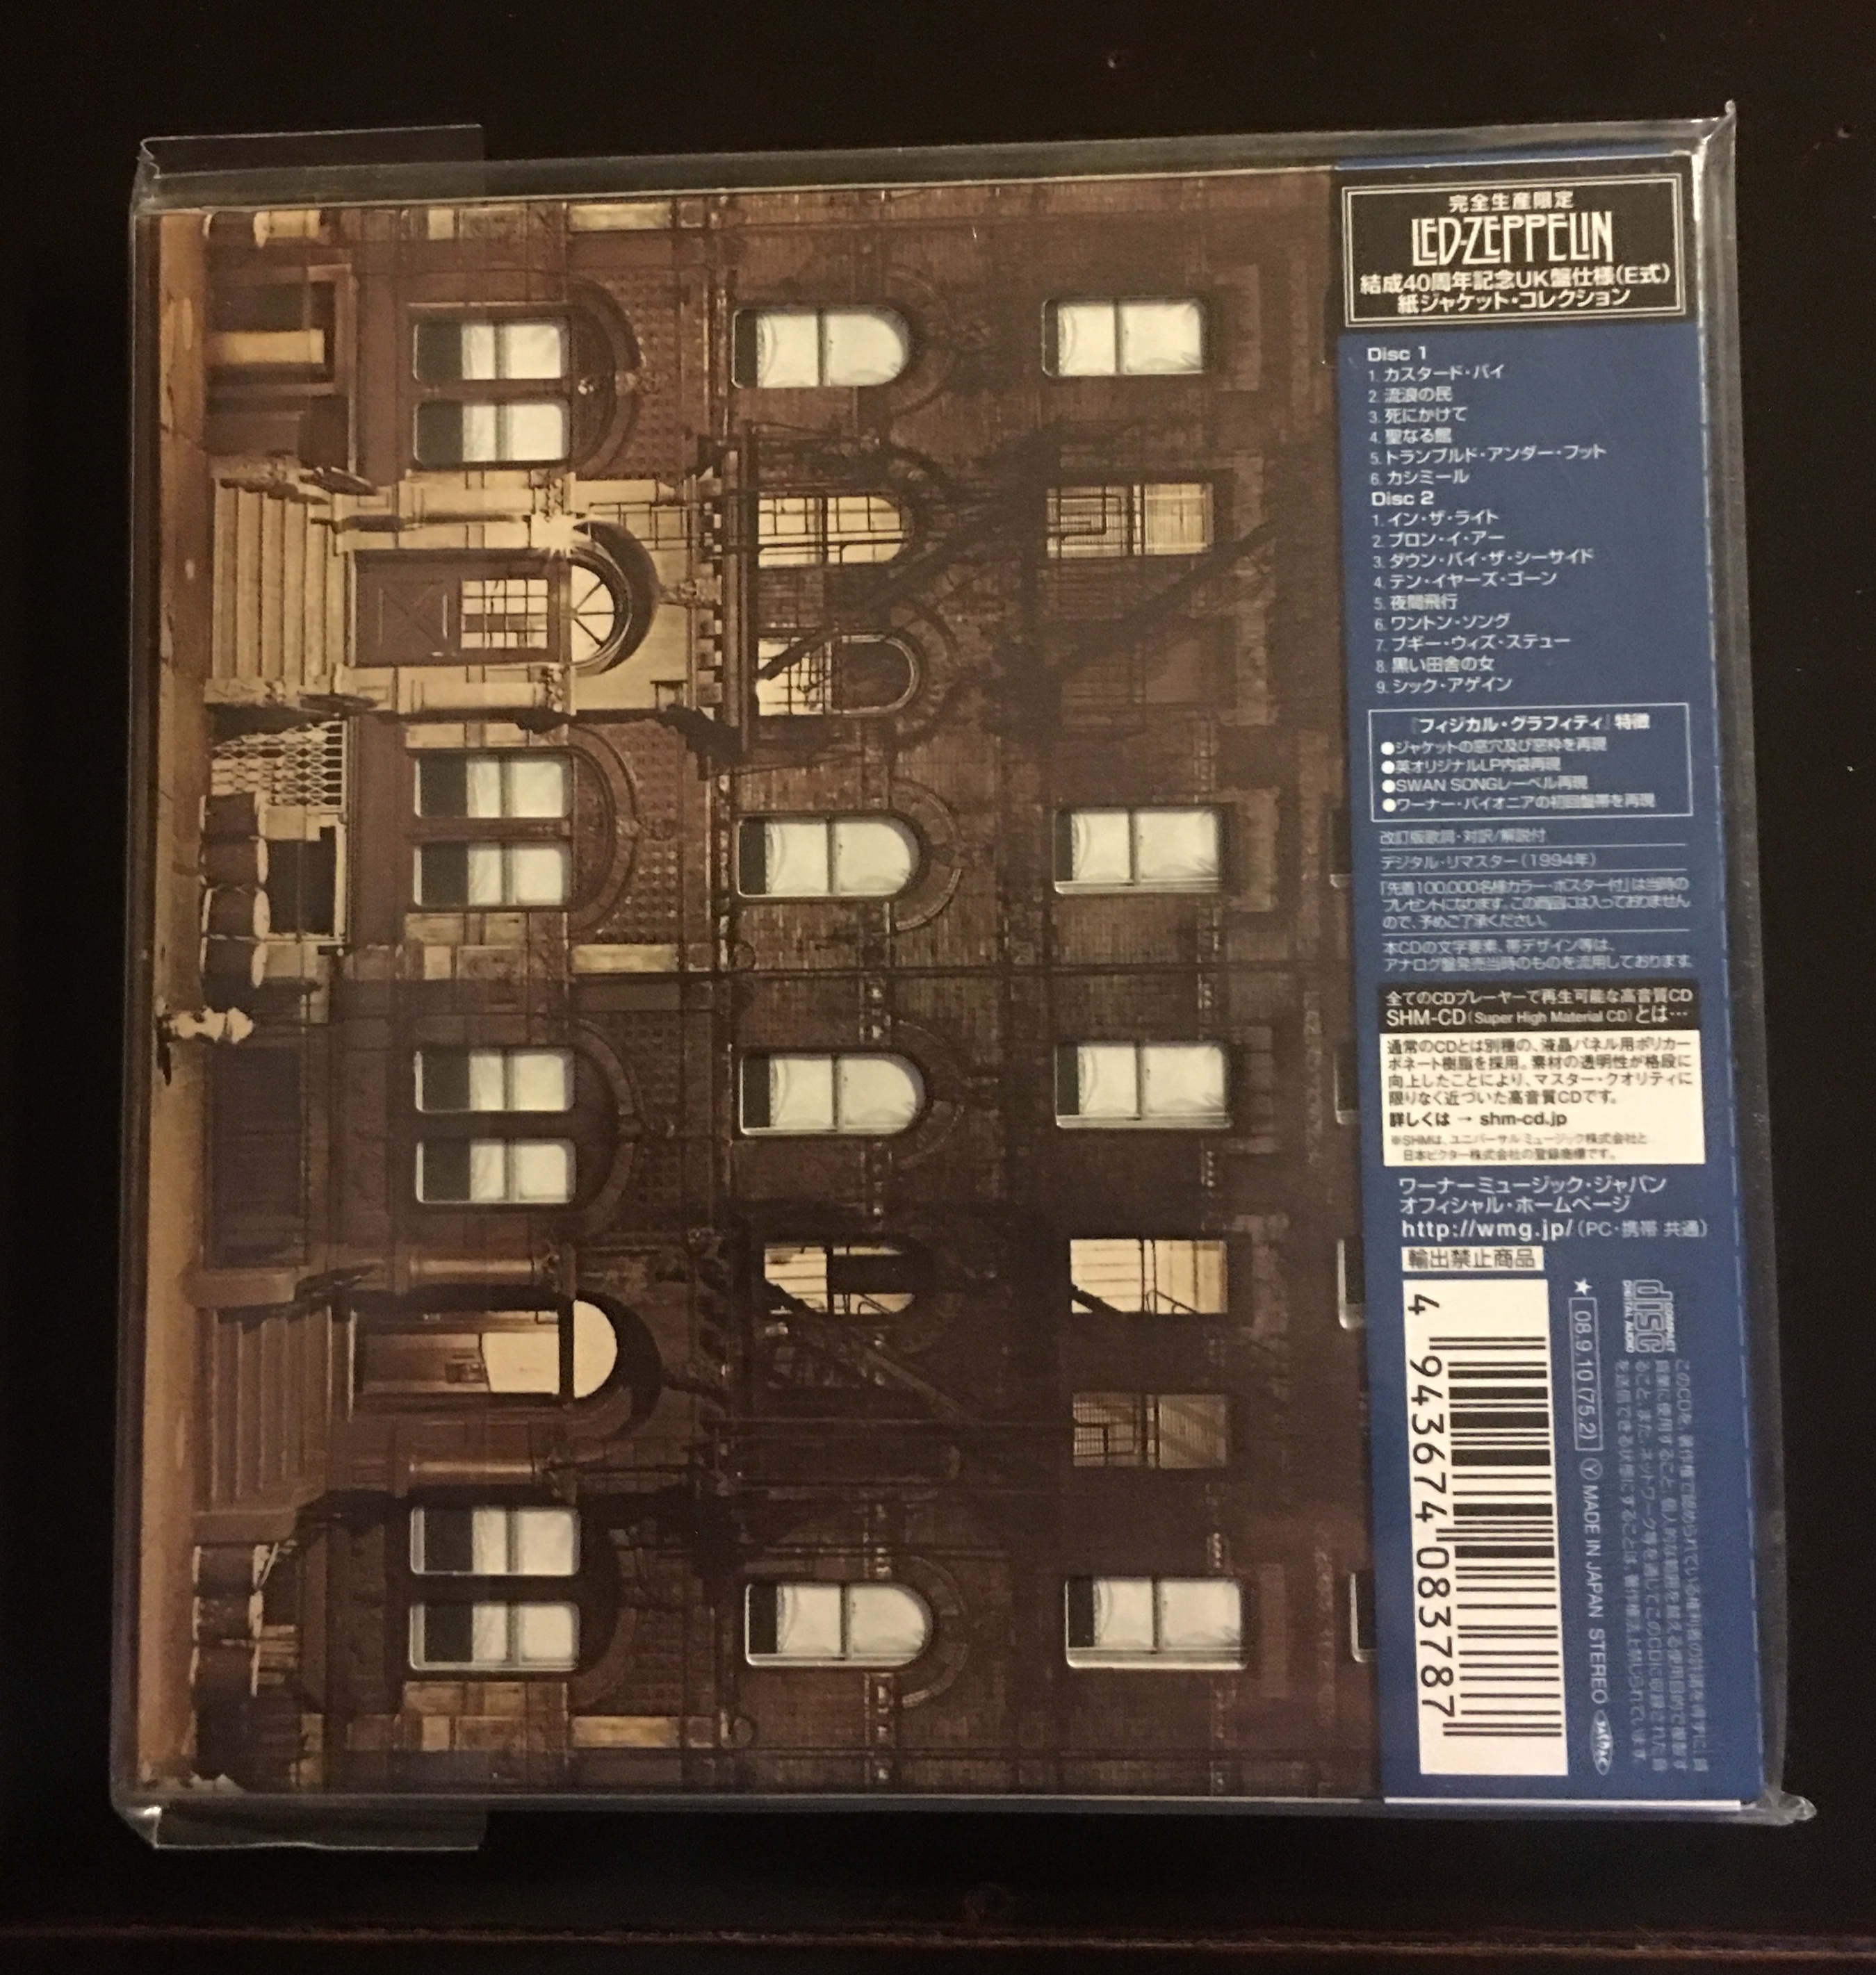 完全生産限定
LED-ZEPPELIN
結成40周年記念UK盤仕様(E式)
紙ジャケット・コレクション
Disc 1
1. カスタード・パイ
2. 流浪の民
3. 死にかけて
4. 聖なる館
5. トランプルド・アンダー・フット
6. カシミール
Disc 2
1. イン・ザ・ライト
2. ブロン・イ・アー
3. ダウン・バイ・ザ・シーサイド
4. テン・イヤーズ・ゴーン
5. 夜間飛行
6. ワントン・ソング
7. ブギー・ウィズ・ステュー
8. 黒い田舎の女
9. シック・アゲイン
『フィジカル・グラフィティ』特徴
●ジャケットの窓穴及び窓枠を再現
●英オリジナルLP内袋再現
●SWAN SONGレーベル再現
●ワーナー・パイオニアの初回盤帯を再現
改訂版歌詞・対訳/解説付
デジタル・リマスター(1994年)
「先着100,000名様カラー・ポスター付」は当時の
プレゼントになります。この商品には入っておりません
ので、予めご了承ください。
本CDの文字要素、帯デザイン等は、
アナログ盤発売当時のものを流用しております。
全てのCDプレーヤーで再生可能な高音質CD
SHM-CD(Super High Material CD)とは…
通常のCDとは別種の、液晶パネル用ポリカー
ボネート樹脂を採用。素材の透明性が格段に
向上したことにより、マスター・クオリティに
限りなく近づいた高音質CDです。
詳しくは → shm-cd.jp
※SHMは、ユニバーサル ミュージック株式会社と
日本ビクター株式会社の登録商標です。
ワーナーミュージック・ジャパン
オフィシャル・ホームページ
http://wmg.jp/(PC・携帯 共通)
輸出禁止商品
4 943674 083787
★ 08.9.10 (75.2) Ⓨ MADE IN JAPAN STEREO
COMPACT
disc
DIGITAL AUDIO